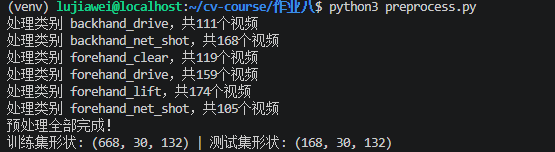 (venv) lujiawei@localhost:~/cv-course/作业八$ python3 preprocess.py
处理类别 backhand_drive，共111个视频
处理类别 backhand_net_shot，共168个视频
处理类别 forehand_clear，共119个视频
处理类别 forehand_drive，共159个视频
处理类别 forehand_lift，共174个视频
处理类别 forehand_net_shot，共105个视频
预处理全部完成!
训练集形状: (668, 30, 132) | 测试集形状: (168, 30, 132)